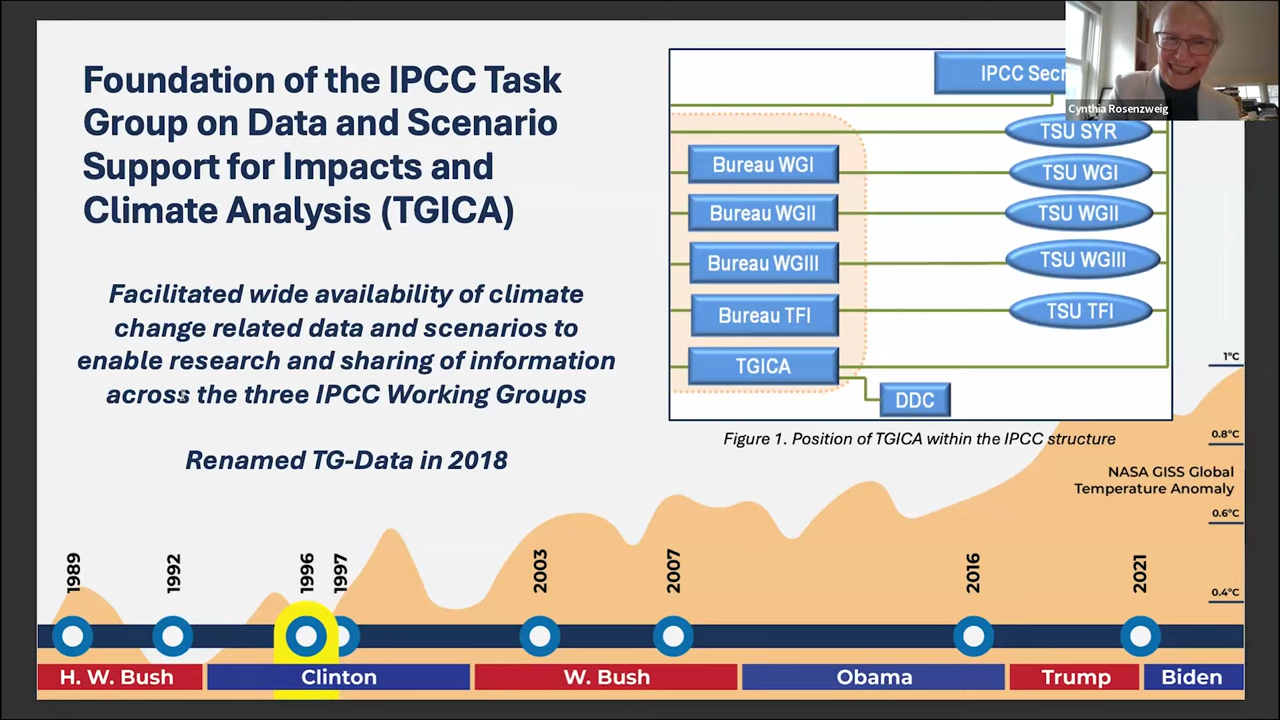 Foundation of the IPCC Task
Group on Data and Scenario
Support for Impacts and
Climate Analysis (TGICA)
Facilitated wide availability of climate
change related data and scenarios to
enable research and sharing of information
across the three IPCC Working Groups
Renamed TG-Data in 2018
IPCC Secr
Cynthia Rosenzweig
TSU SYR
Bureau WGI
TSU WGI
Bureau WGII
TSU WGII
Bureau WGIII
TSU WGIII
Bureau TFI
TSU TFI
TGICA
DDC
Figure 1. Position of TGICA within the IPCC structure
1°C
0.8°C
NASA GISS Global
Temperature Anomaly
0.6°C
0.4°C
1989
1992
1996
1997
2003
2007
2016
2021
H. W. Bush
Clinton
W. Bush
Obama
Trump
Biden